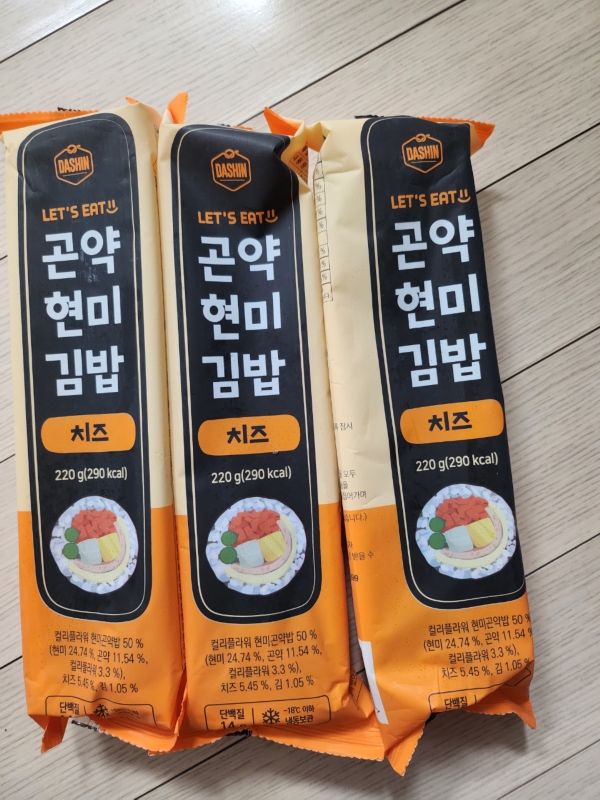 DASHIN
LET'S EAT
곤약
현미
김밥
치즈
220 g(290 kcal)
컬리플라워 현미곤약밥 50 %
(현미 24.74 %, 곤약 11.54 %,
컬리플라워 3.3 %),
치즈 5.45 %, 김 1.05 %
단백질
DASHIN
LET'S EAT
곤약
현미
김밥
치즈
220 g(290 kcal)
컬리플라워 현미곤약밥 50 %
(현미 24.74 %, 곤약 11.54 %,
컬리플라워 3.3 %),
치즈 5.45 %, 김 1.05 %
단백질
-18℃ 이하
냉동보관
DASHIN
LET'S EAT
곤약
현미
김밥
치즈
220 g(290 kcal)
컬리플라워 현미곤약밥 50 %
(현미 24.74 %, 곤약 11.54 %
컬리플라워 3.3 %),
치즈 5.45 %, 김 1.05 %
단백질